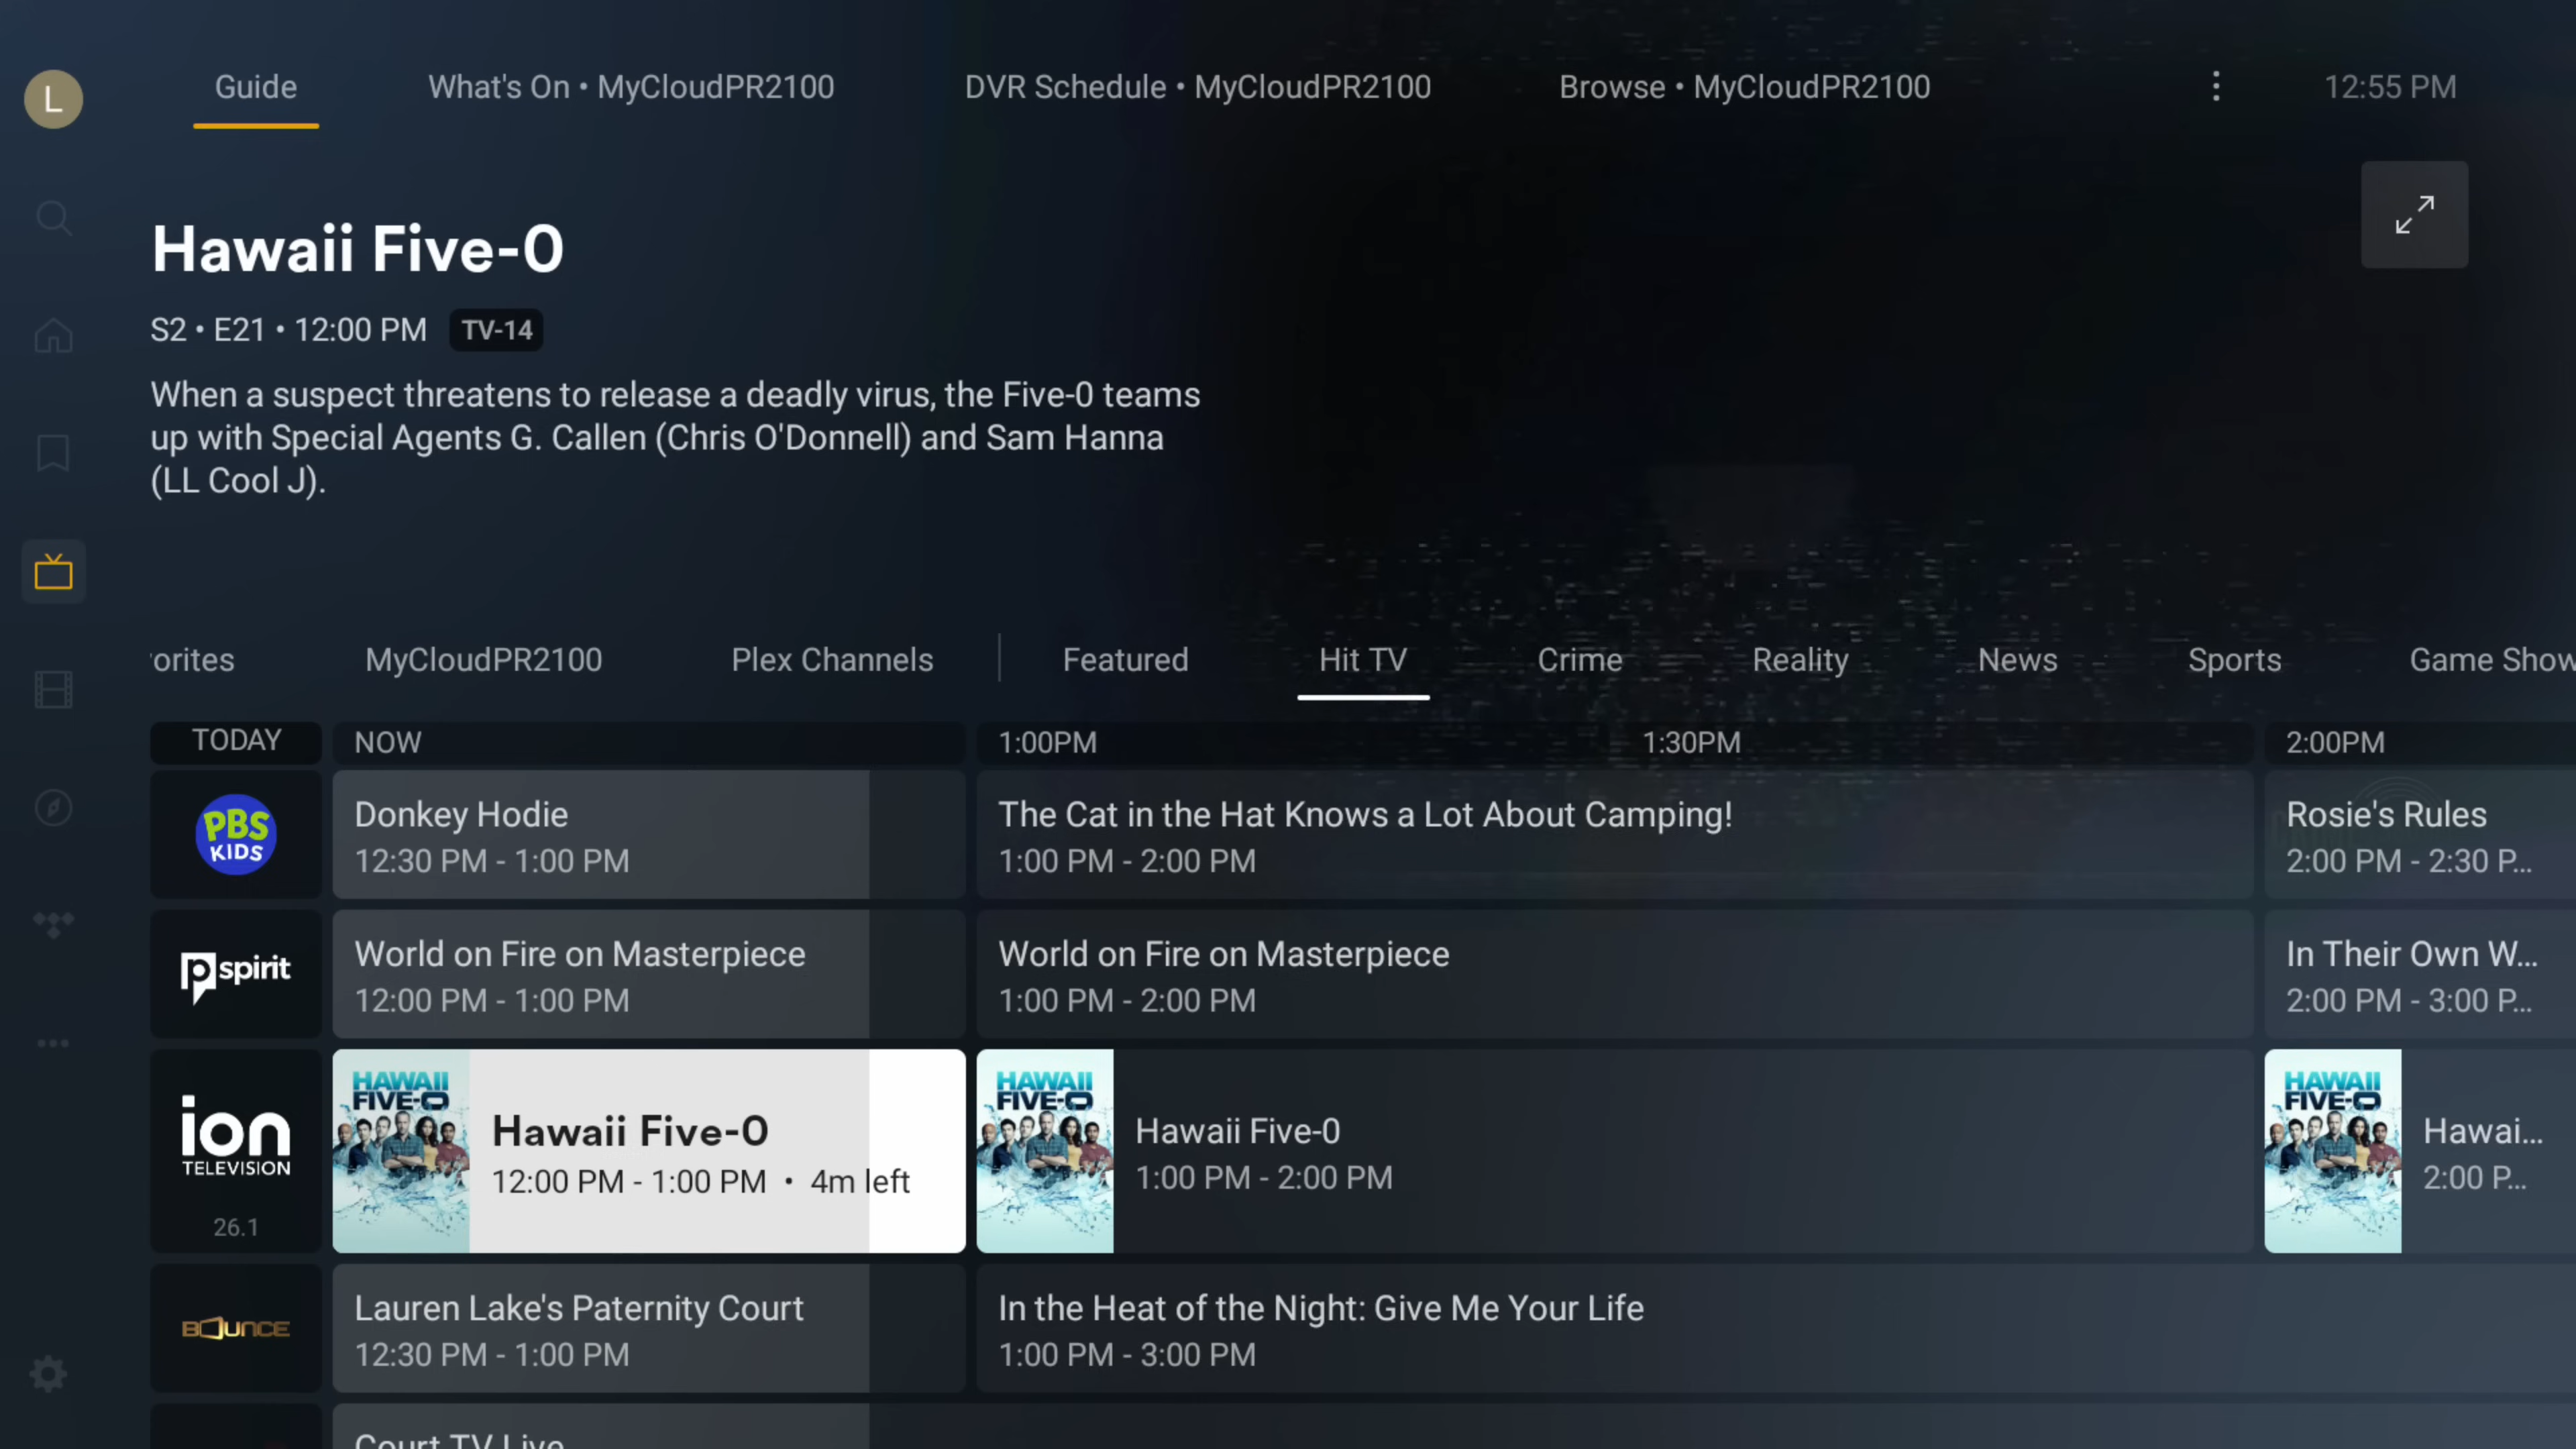 L
Guide
What's On • MyCloudPR2100
DVR Schedule • MyCloudPR2100
Browse • MyCloudPR2100
12:55 PM
Hawaii Five-0
S2 • E21 • 12:00 PM TV-14
When a suspect threatens to release a deadly virus, the Five-0 teams
up with Special Agents G. Callen (Chris O'Donnell) and Sam Hanna
(LL Cool J).
orites
MyCloudPR2100
Plex Channels
Featured
Hit TV
Crime
Reality
News
Sports
Game Show
TODAY
NOW
1:00PM
1:30PM
2:00PM
PBS
KIDS
Donkey Hodie
12:30 PM - 1:00 PM
The Cat in the Hat Knows a Lot About Camping!
1:00 PM - 2:00 PM
Rosie's Rules
2:00 PM - 2:30 P...
p spirit
World on Fire on Masterpiece
12:00 PM - 1:00 PM
World on Fire on Masterpiece
1:00 PM - 2:00 PM
In Their Own W...
2:00 PM - 3:00 P...
ion
TELEVISION
26.1
HAWAII
FIVE-O
Hawaii Five-0
12:00 PM - 1:00 PM • 4m left
HAWAII
FIVE-O
Hawaii Five-0
1:00 PM - 2:00 PM
HAWAII
FIVE-O
Hawai...
2:00 P...
BOUNCE
Lauren Lake's Paternity Court
12:30 PM - 1:00 PM
In the Heat of the Night: Give Me Your Life
1:00 PM - 3:00 PM
Court TV Live